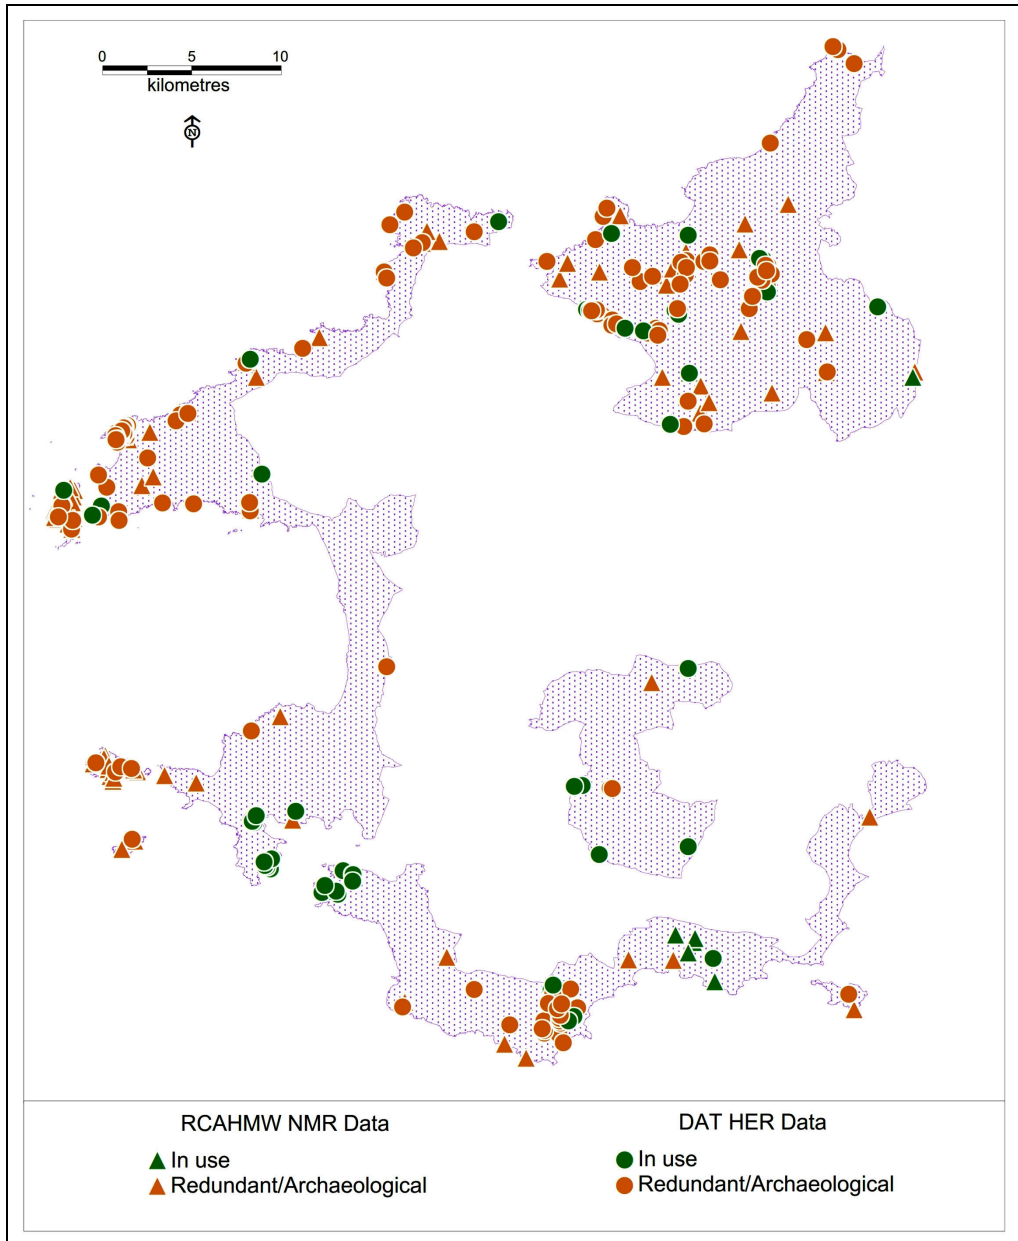 0 5 10
kilometres
N
RCAHMW NMR Data
In use
Redundant/Archaeological
DAT HER Data
In use
Redundant/Archaeological